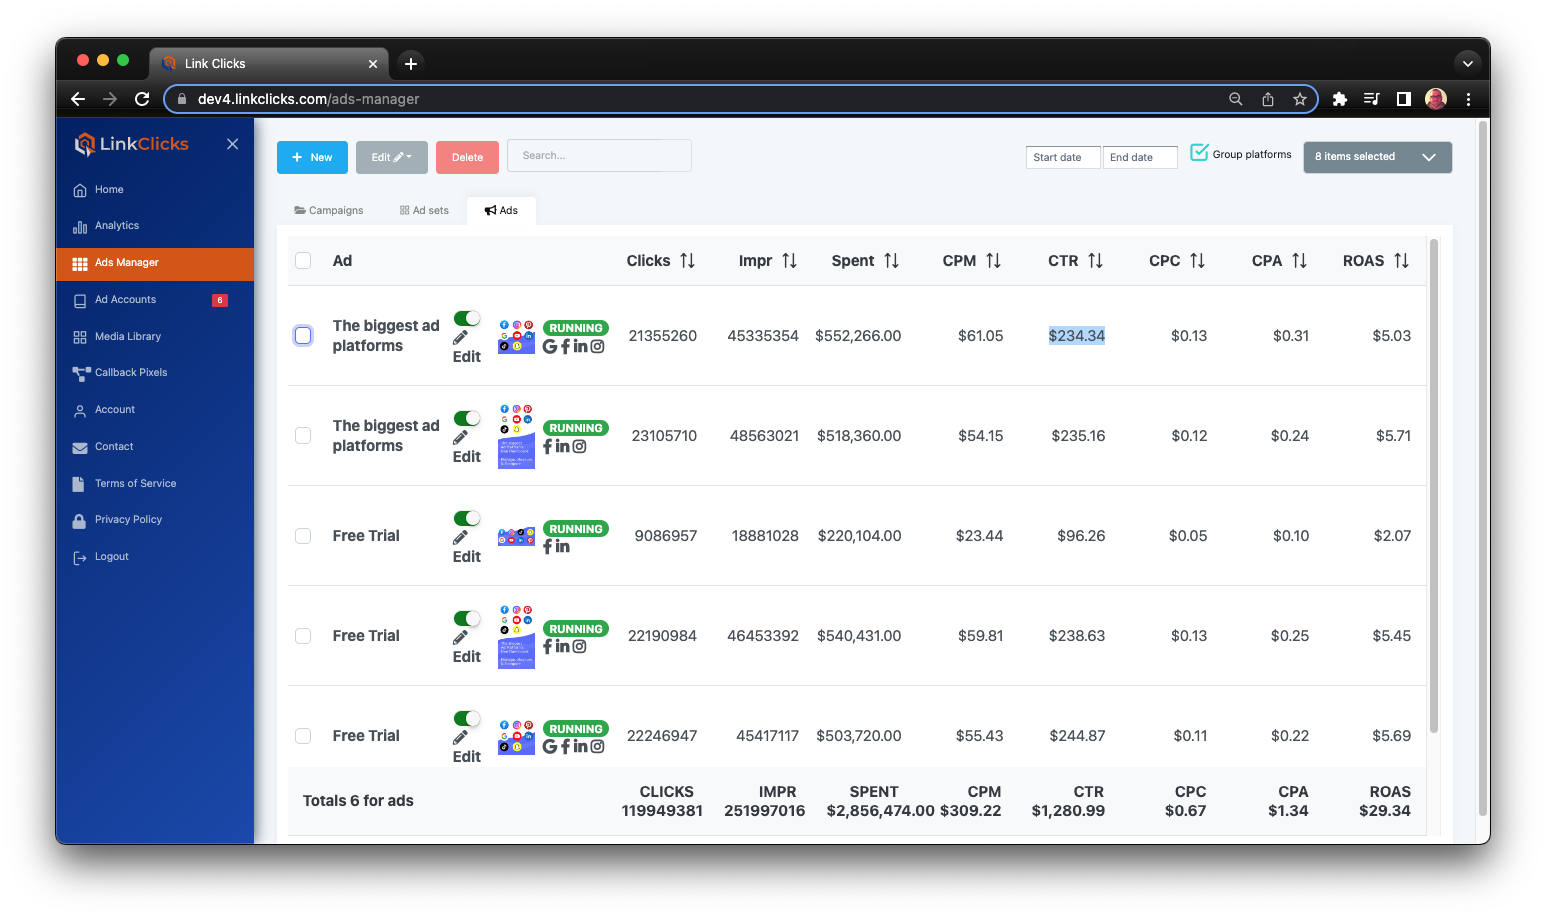 Link Clicks
dev4.linkclicks.com/ads-manager
LinkClicks
Home
Analytics
Ads Manager
Ad Accounts 6
Media Library
Callback Pixels
Account
Contact
Terms of Service
Privacy Policy
Logout
+ New Edit Delete Search... Start date End date Group platforms 8 items selected
Campaigns Ad sets Ads
Ad Clicks Impr Spent CPM CTR CPC CPA ROAS
The biggest ad platforms Edit RUNNING 21355260 45335354 $552,266.00 $61.05 $234.34 $0.13 $0.31 $5.03
The biggest ad platforms Edit RUNNING 23105710 48563021 $518,360.00 $54.15 $235.16 $0.12 $0.24 $5.71
Free Trial Edit RUNNING 9086957 18881028 $220,104.00 $23.44 $96.26 $0.05 $0.10 $2.07
Free Trial Edit RUNNING 22190984 46453392 $540,431.00 $59.81 $238.63 $0.13 $0.25 $5.45
Free Trial Edit RUNNING 22246947 45417117 $503,720.00 $55.43 $244.87 $0.11 $0.22 $5.69
Totals 6 for ads
CLICKS IMPR SPENT CPM CTR CPC CPA ROAS
119949381 251997016 $2,856,474.00 $309.22 $1,280.99 $0.67 $1.34 $29.34